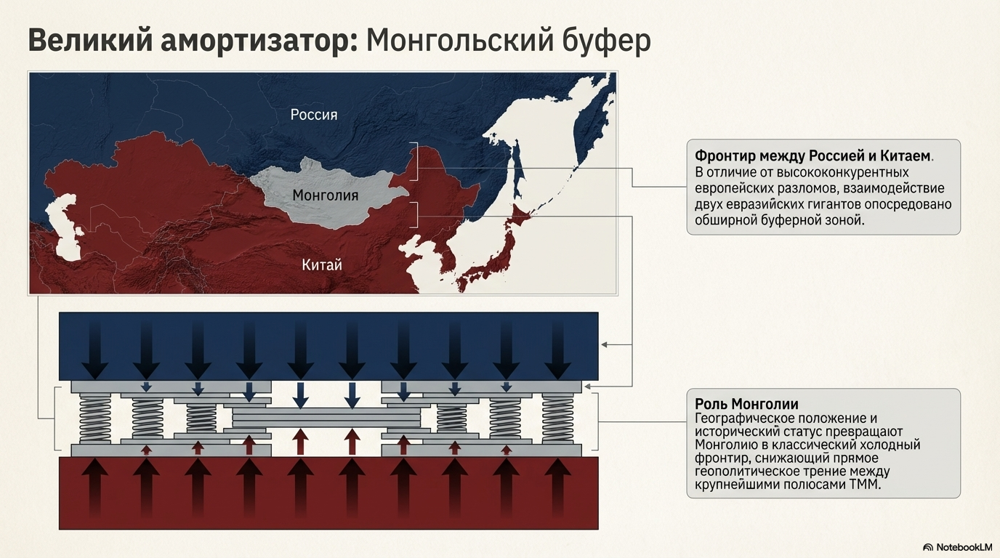 Великий амортизатор: Монгольский буфер
Россия
Монголия
Китай
Фронтир между Россией и Китаем.
В отличие от высококонкурентных
европейских разломов, взаимодействие
двух евразийских гигантов опосредовано
обширной буферной зоной.
Роль Монголии
Географическое положение и
исторический статус превращают
Монголию в классический холодный
фронтир, снижающий прямое
геополитическое трение между
крупнейшими полюсами ТММ.
NotebookLM